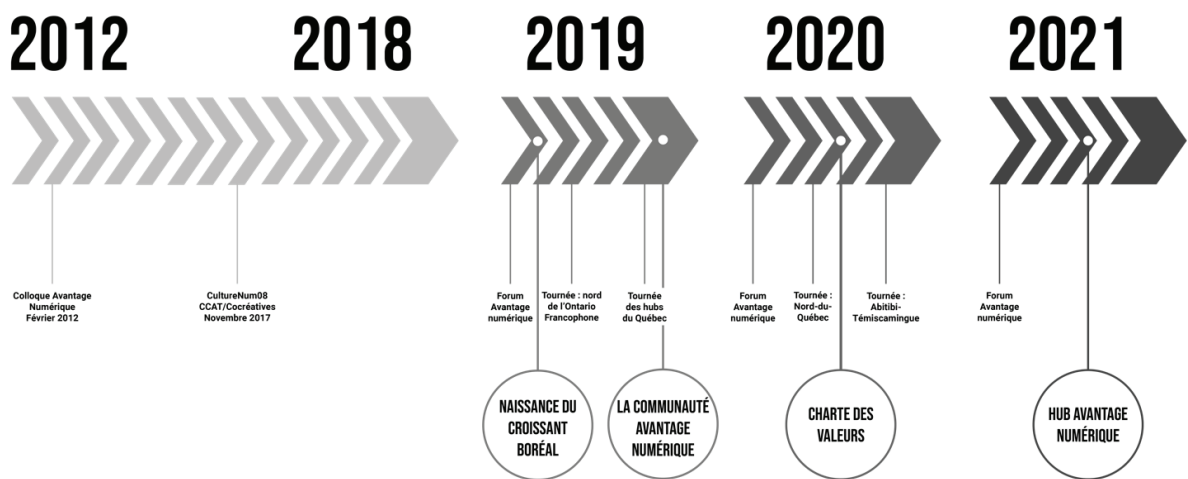 2012
2018
2019
2020
2021
Colloque Avantage
Numérique
Février 2012
CultureNum08
CCAT/Cocréatives
Novembre 2017
Forum
Avantage
numérique
Tournée : nord
de l'Ontario
Francophone
Tournée
des hubs
du Québec
Forum
Avantage
numérique
Tournée :
Nord-du-
Québec
Tournée :
Abitibi-
Témiscamingue
Forum
Avantage
numérique
NAISSANCE DU
CROISSANT
BORÉAL
LA COMMUNAUTÉ
AVANTAGE
NUMÉRIQUE
CHARTE DES
VALEURS
HUB AVANTAGE
NUMÉRIQUE